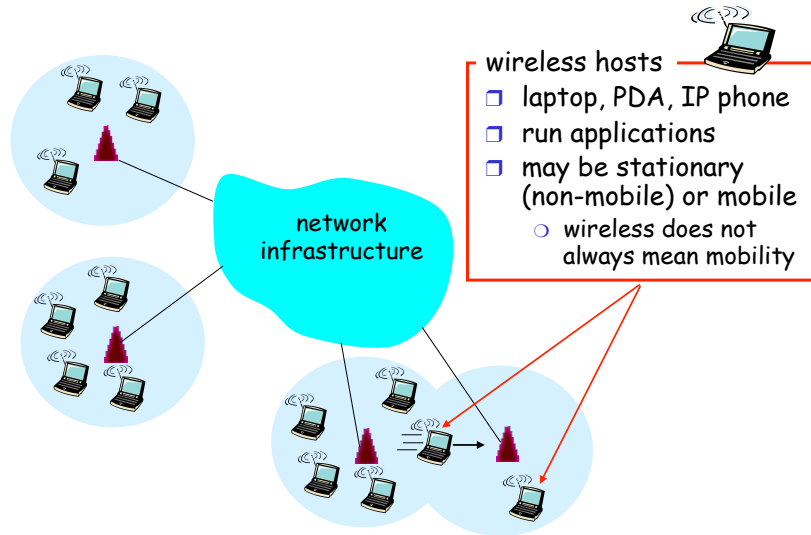 wireless hosts
❒ laptop, PDA, IP phone
❒ run applications
❒ may be stationary
(non-mobile) or mobile
❍ wireless does not
always mean mobility
network
infrastructure